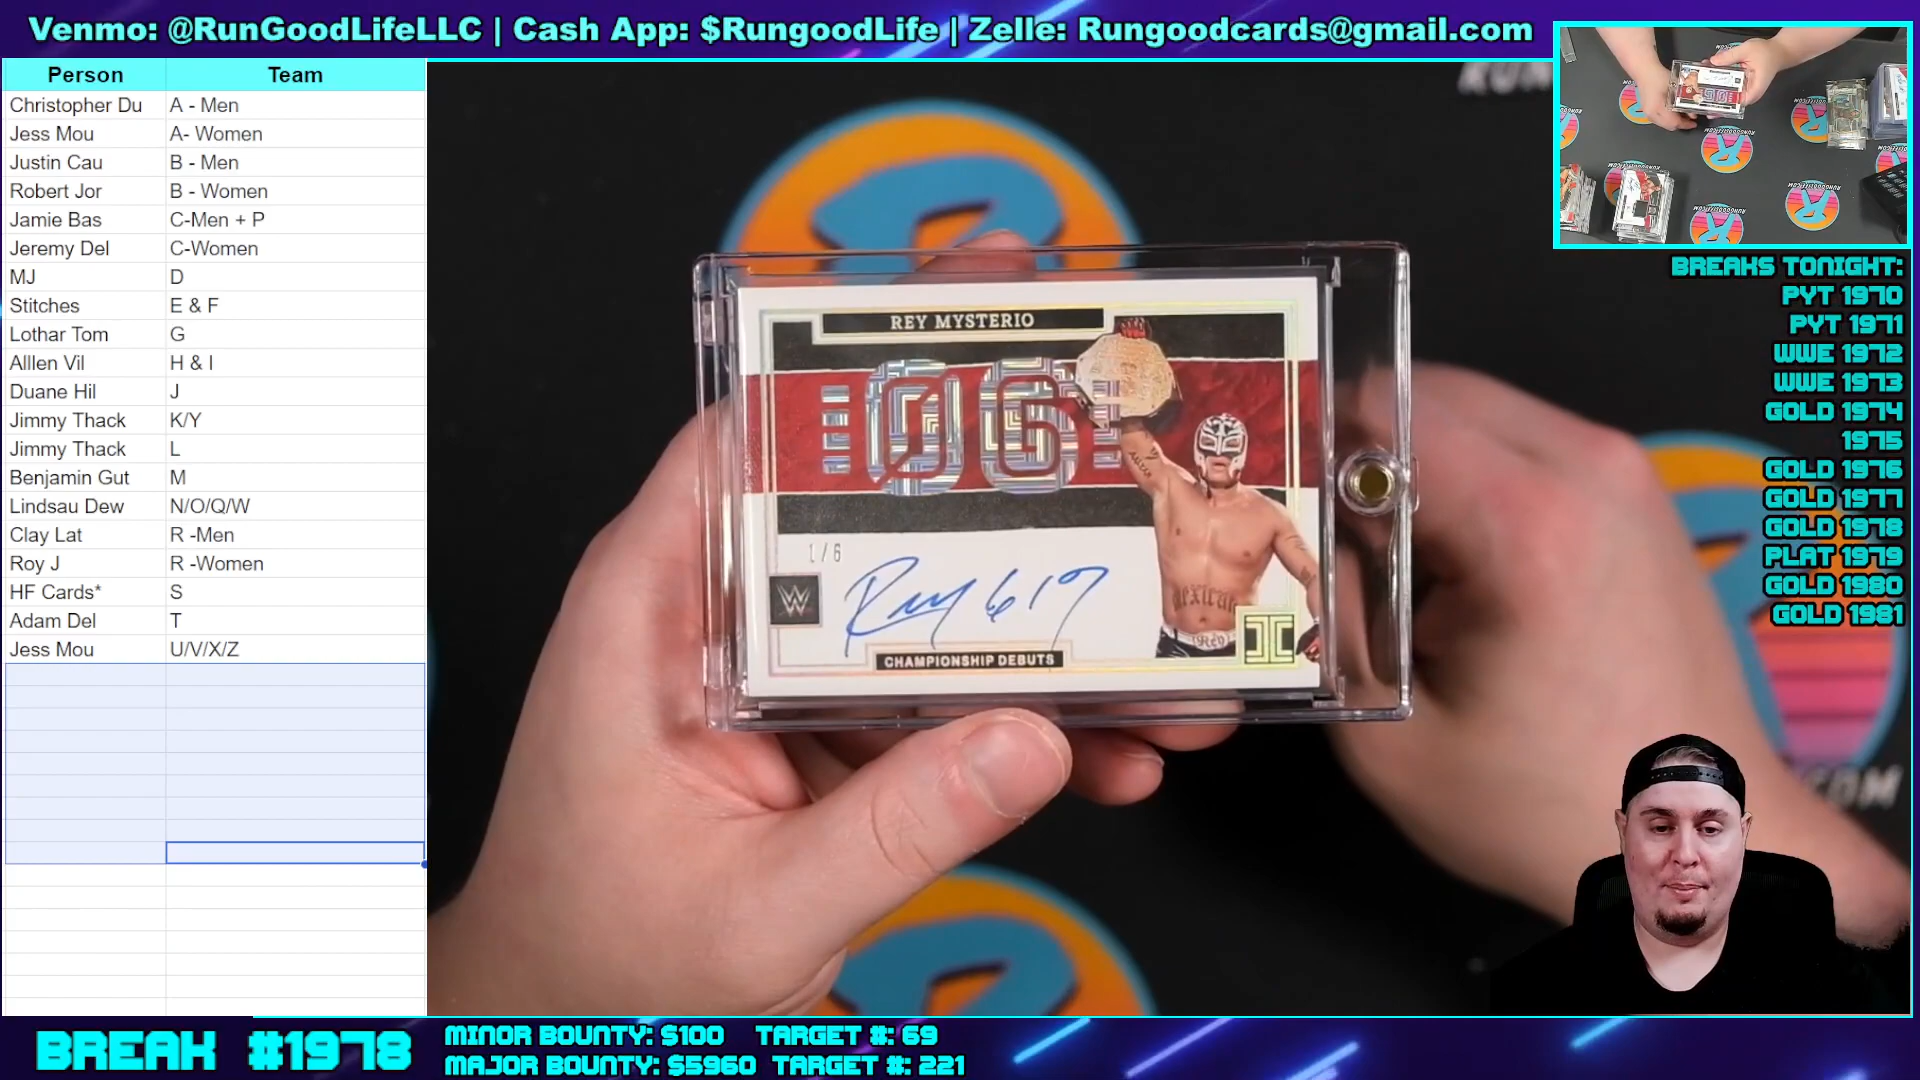 Venmo: @RunGoodLifeLLC | Cash App: $RungoodLife | Zelle: Rungoodcards@gmail.com
Person Team
Christopher Du A - Men
Jess Mou A- Women
Justin Cau B - Men
Robert Jor B - Women
Jamie Bas C-Men + P
Jeremy Del C-Women
MJ D
Stitches E & F
Lothar Tom G
Alllen Vil H & I
Duane Hil J
Jimmy Thack K/Y
Jimmy Thack L
Benjamin Gut M
Lindsau Dew N/O/Q/W
Clay Lat R -Men
Roy J R -Women
HF Cards* S
Adam Del T
Jess Mou U/V/X/Z
REY MYSTERIO
06
1/6
W
Rey 619
CHAMPIONSHIP DEBUTS
BREAKS TONIGHT:
PYT 1970
PYT 1971
WWE 1972
WWE 1973
GOLD 1974
1975
GOLD 1976
GOLD 1977
GOLD 1978
PLAT 1979
GOLD 1980
GOLD 1981
BREAK #1978
MINOR BOUNTY: $100 TARGET #: 69
MAJOR BOUNTY: $5960 TARGET #: 221